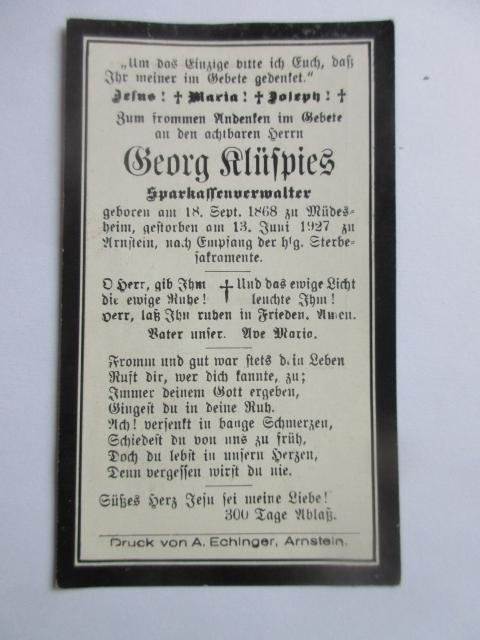 „Um das Einzige bitte ich Euch, daß
Ihr meiner im Gebete gedenket."
Jesus! † Maria! † Joseph! †
Zum frommen Andenken im Gebete
an den achtbaren Herrn
Georg Klüspies
Sparkassenverwalter
geboren am 18. Sept. 1868 zu Müdes-
heim, gestorben am 13. Juni 1927 zu
Arnstein, nach Empfang der hlg. Sterbe-
sakramente.
O Herr, gib Ihm † Und das ewige Licht
die ewige Ruhe! leuchte Ihm!
Herr, laß Ihn ruhen in Frieden. Amen.
Vater unser. Ave Maria.
Fromm und gut war stets dein Leben
Ruft dir, wer dich kannte, zu;
Immer deinem Gott ergeben,
Gingest du in deine Ruh.
Ach! versenkt in bange Schmerzen,
Schiedest du von uns zu früh,
Doch du lebst in unsern Herzen,
Denn vergessen wirst du nie.
Süßes Herz Jesu sei meine Liebe!
300 Tage Ablaß.
Druck von A. Echinger, Arnstein.